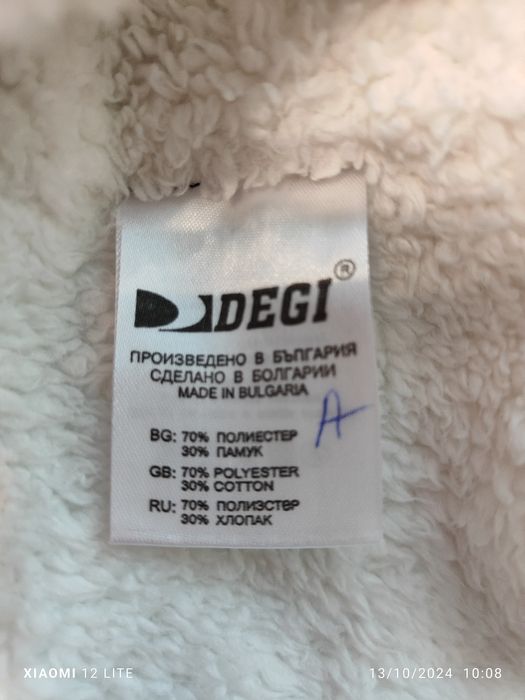 DEGI®
ПРОИЗВЕДЕНО В БЪЛГАРИЯ
СДЕЛАНО В БОЛГАРИИ
MADE IN BULGARIA
A
BG: 70% ПОЛИЕСТЕР
30% ПАМУК
GB: 70% POLYESTER
30% COTTON
RU: 70% ПОЛИЭСТЕР
30% ХЛОПАК
XIAOMI 12 LITE
13/10/2024 10:08